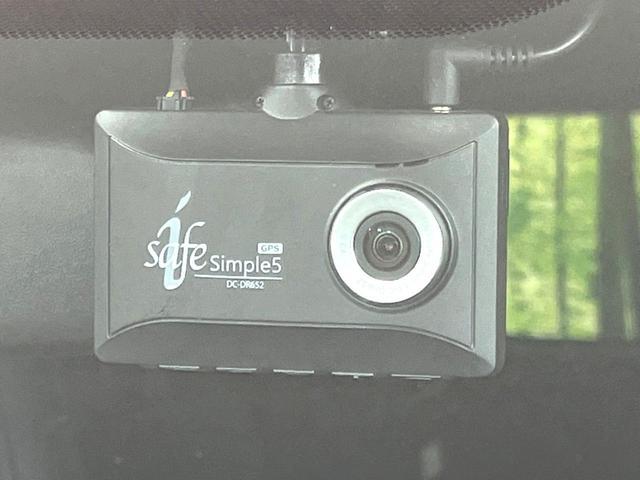 i safe
GPS
Simple5
DC-DR652